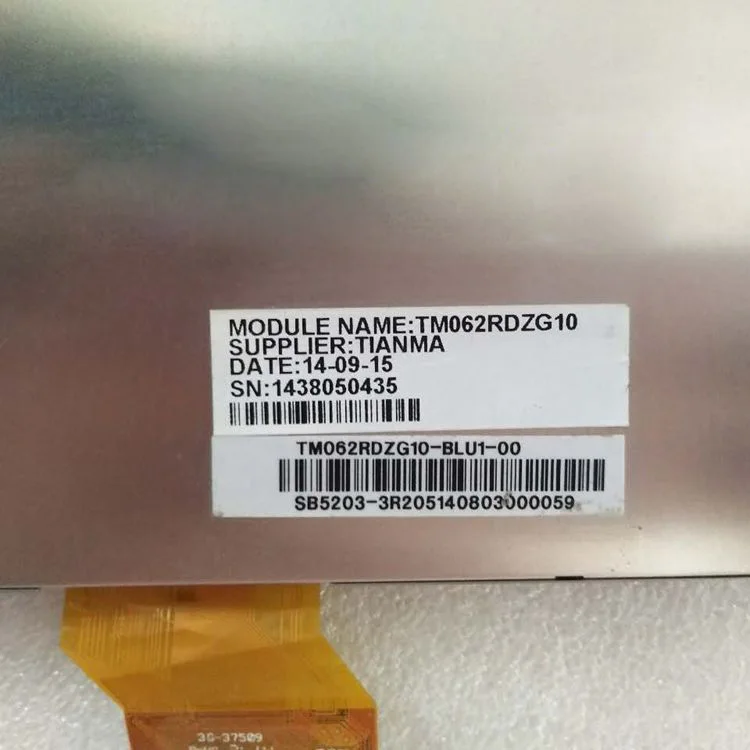 MODULE NAME:TM062RDZG10
SUPPLIER:TIANMA
DATE:14-09-15
SN:1438050435
TM062RDZG10-BLU1-00
SB5203-3R205140803000059
3G-37509